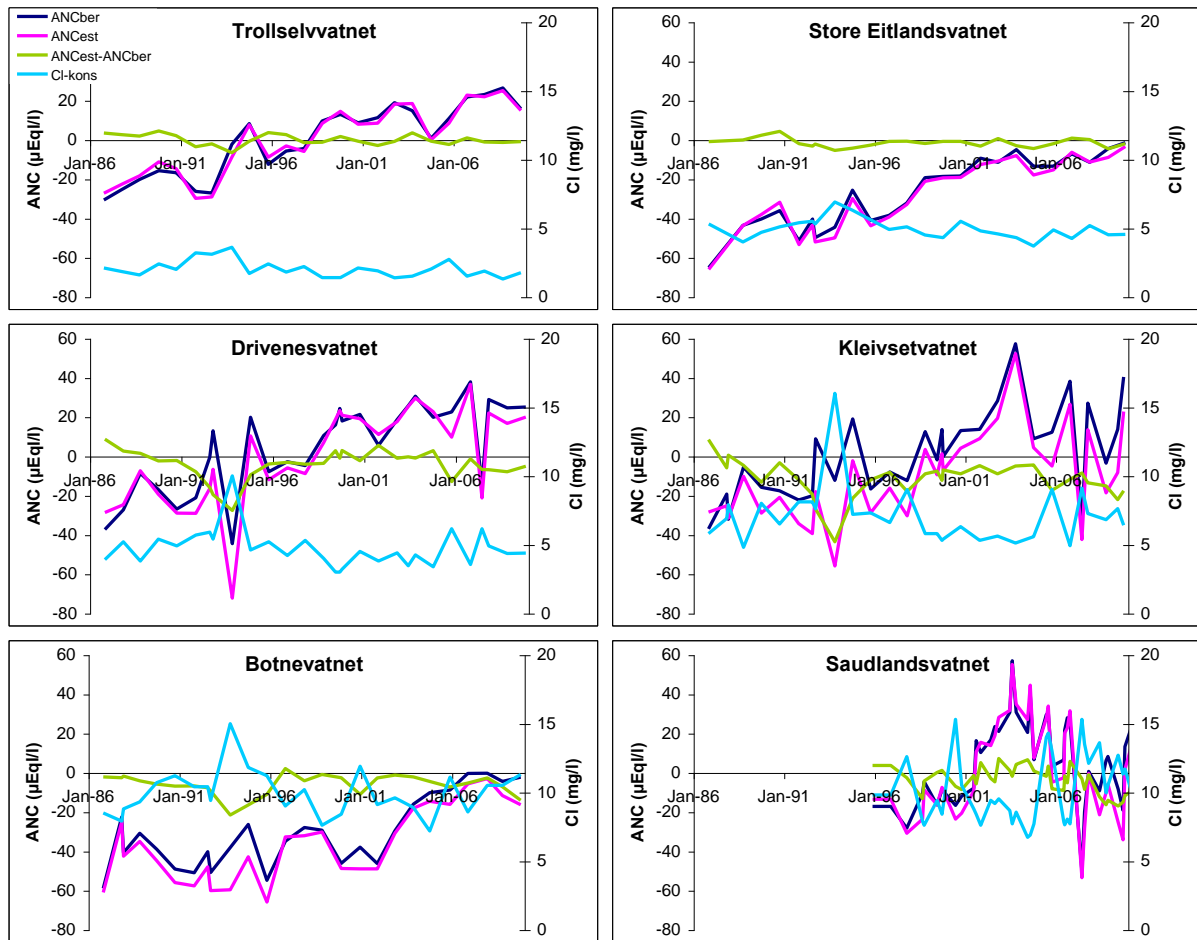 ANCber
ANCest
ANCest-ANCber
Cl-kons
Trollselvvatnet
60
40
20
0
-20
-40
-60
-80
ANC (µEql/l)
Jan-86
Jan-91
Jan-96
Jan-01
Jan-06
20
15
10
5
0
Cl (mg/l)
Store Eitlandsvatnet
60
40
20
0
-20
-40
-60
-80
ANC (µEql/l)
Jan-86
Jan-91
Jan-96
Jan-01
Jan-06
20
15
10
5
0
Cl (mg/l)
Drivenesvatnet
60
40
20
0
-20
-40
-60
-80
ANC (µEql/l)
Jan-86
Jan-91
Jan-96
Jan-01
Jan-06
20
15
10
5
0
Cl (mg/l)
Kleivsetvatnet
60
40
20
0
-20
-40
-60
-80
ANC (µEql/l)
Jan-86
Jan-91
Jan-96
Jan-01
Jan-06
20
15
10
5
0
Cl (mg/l)
Botnevatnet
60
40
20
0
-20
-40
-60
-80
ANC (µEql/l)
Jan-86
Jan-91
Jan-96
Jan-01
Jan-06
20
15
10
5
0
Cl (mg/l)
Saudlandsvatnet
60
40
20
0
-20
-40
-60
-80
ANC (µEql/l)
Jan-86
Jan-91
Jan-96
Jan-01
Jan-06
20
15
10
5
0
Cl (mg/l)